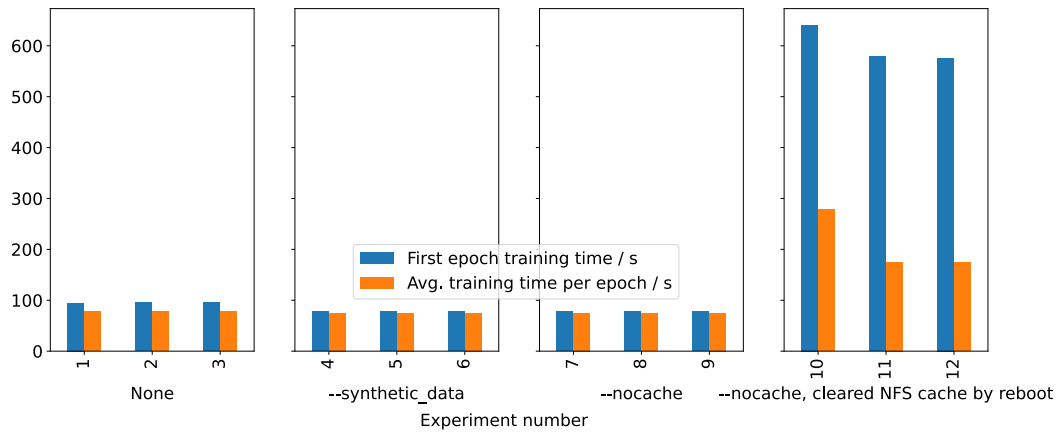 600
500
400
300
200
100
0
First epoch training time / s
Avg. training time per epoch / s
1 2 3 4 5 6 7 8 9 10 11 12
None --synthetic_data --nocache --nocache, cleared NFS cache by reboot
Experiment number